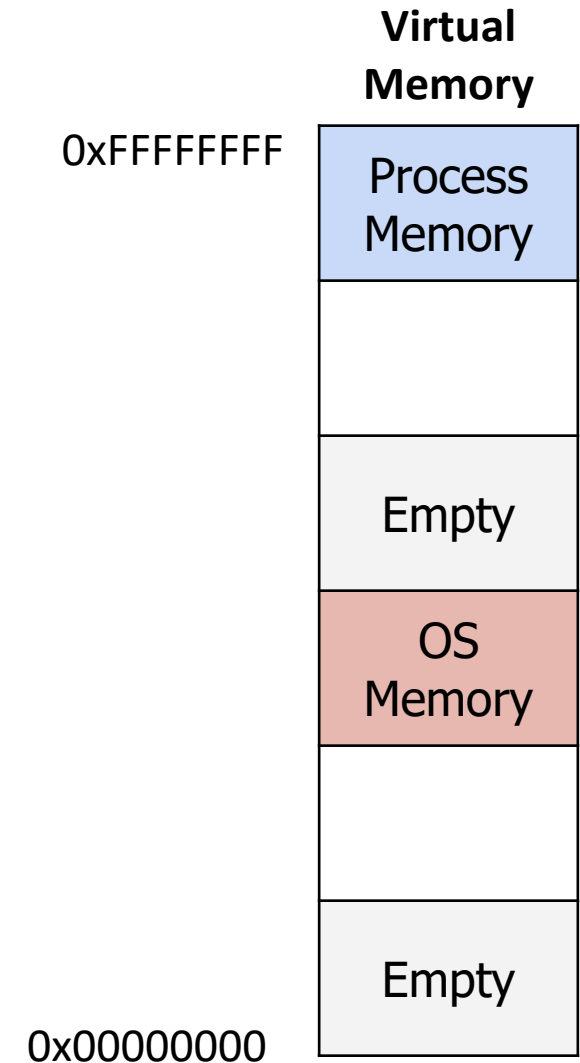 Virtual
Memory
0xFFFFFFFF
Process
Memory
Empty
OS
Memory
Empty
0x00000000